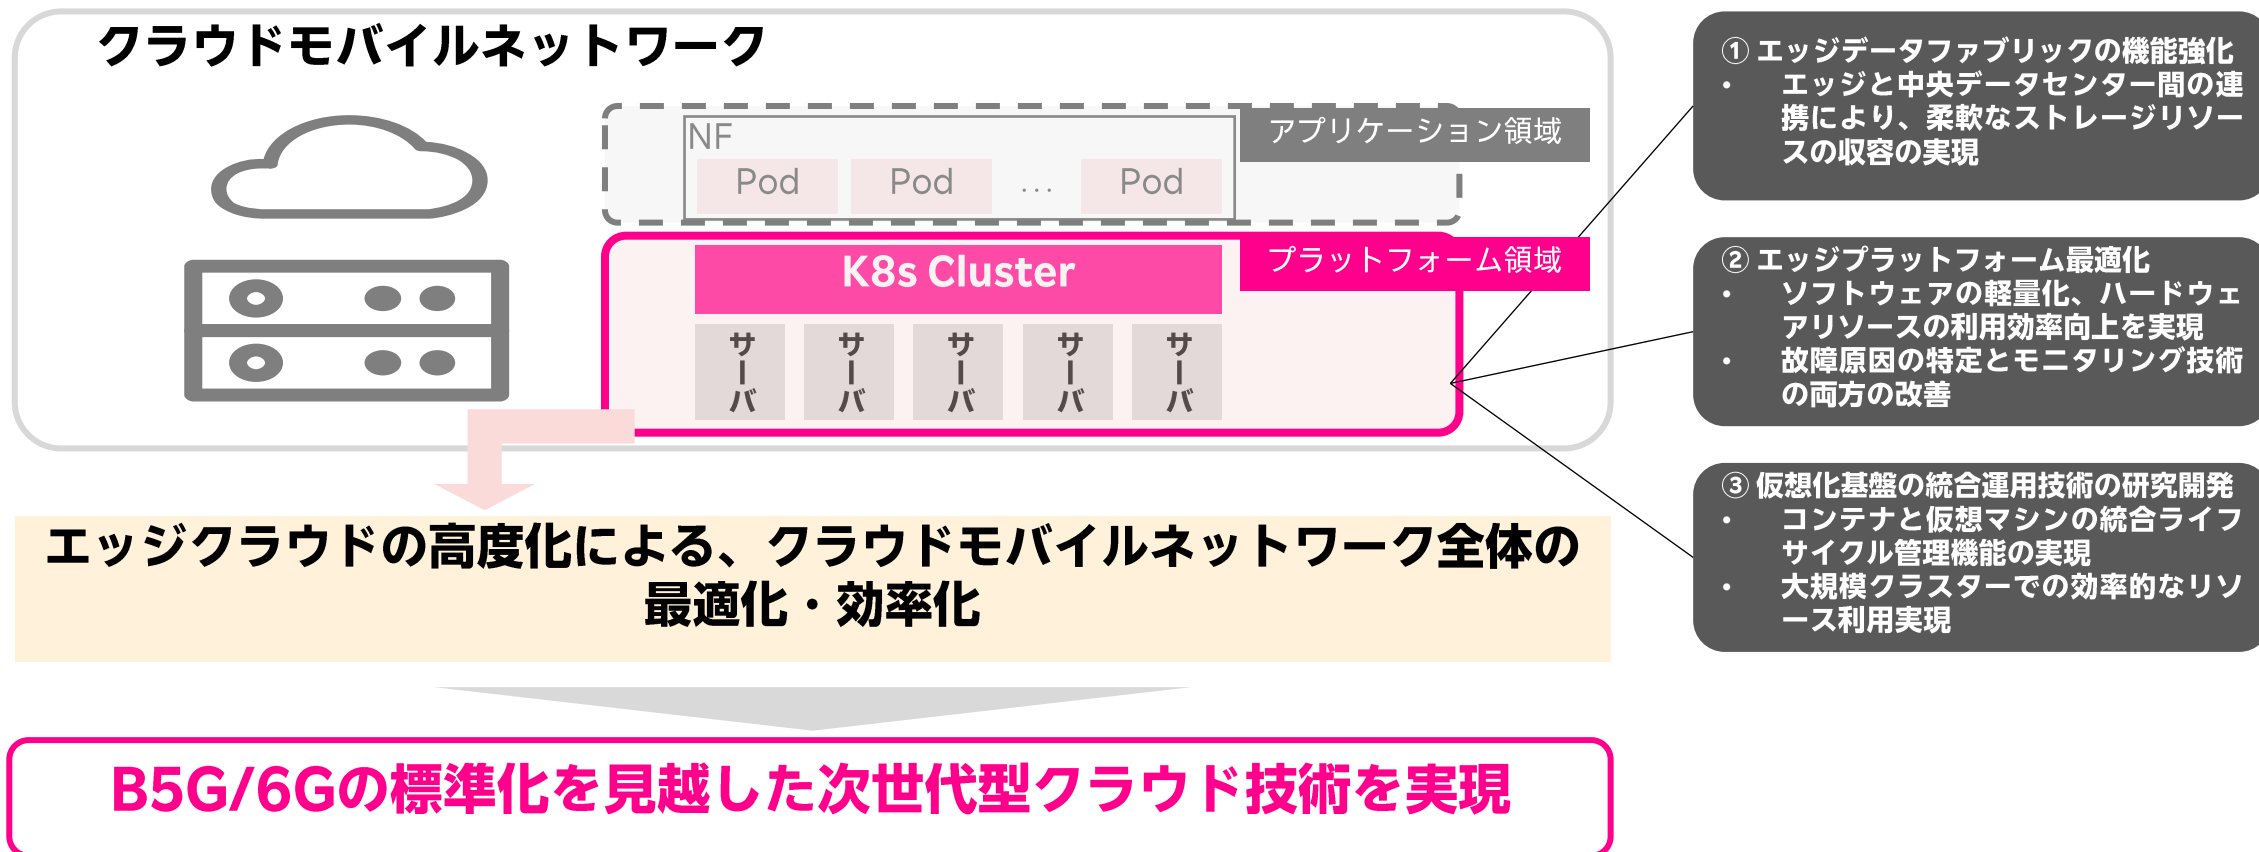 クラウドモバイルネットワーク
アプリケーション領域
NF
Pod
Pod
...
Pod
プラットフォーム領域
K8s Cluster
サーバ
サーバ
サーバ
サーバ
サーバ
① エッジデータファブリックの機能強化
• エッジと中央データセンター間の連
携により、柔軟なストレージリソー
スの収容の実現
② エッジプラットフォーム最適化
• ソフトウェアの軽量化、ハードウェ
アリソースの利用効率向上を実現
• 故障原因の特定とモニタリング技術
の両方の改善
③ 仮想化基盤の統合運用技術の研究開発
• コンテナと仮想マシンの統合ライフ
サイクル管理機能の実現
• 大規模クラスターでの効率的なリソ
ース利用実現
エッジクラウドの高度化による、クラウドモバイルネットワーク全体の
最適化・効率化
B5G/6Gの標準化を見越した次世代型クラウド技術を実現